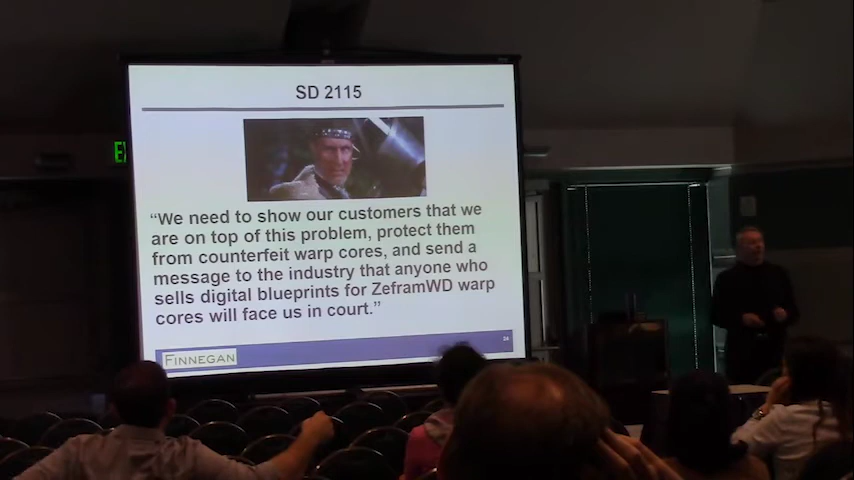 SD 2115
“We need to show our customers that we
are on top of this problem, protect them
from counterfeit warp cores, and send a
message to the industry that anyone who
sells digital blueprints for ZeframWD warp
cores will face us in court.”
FINNEGAN